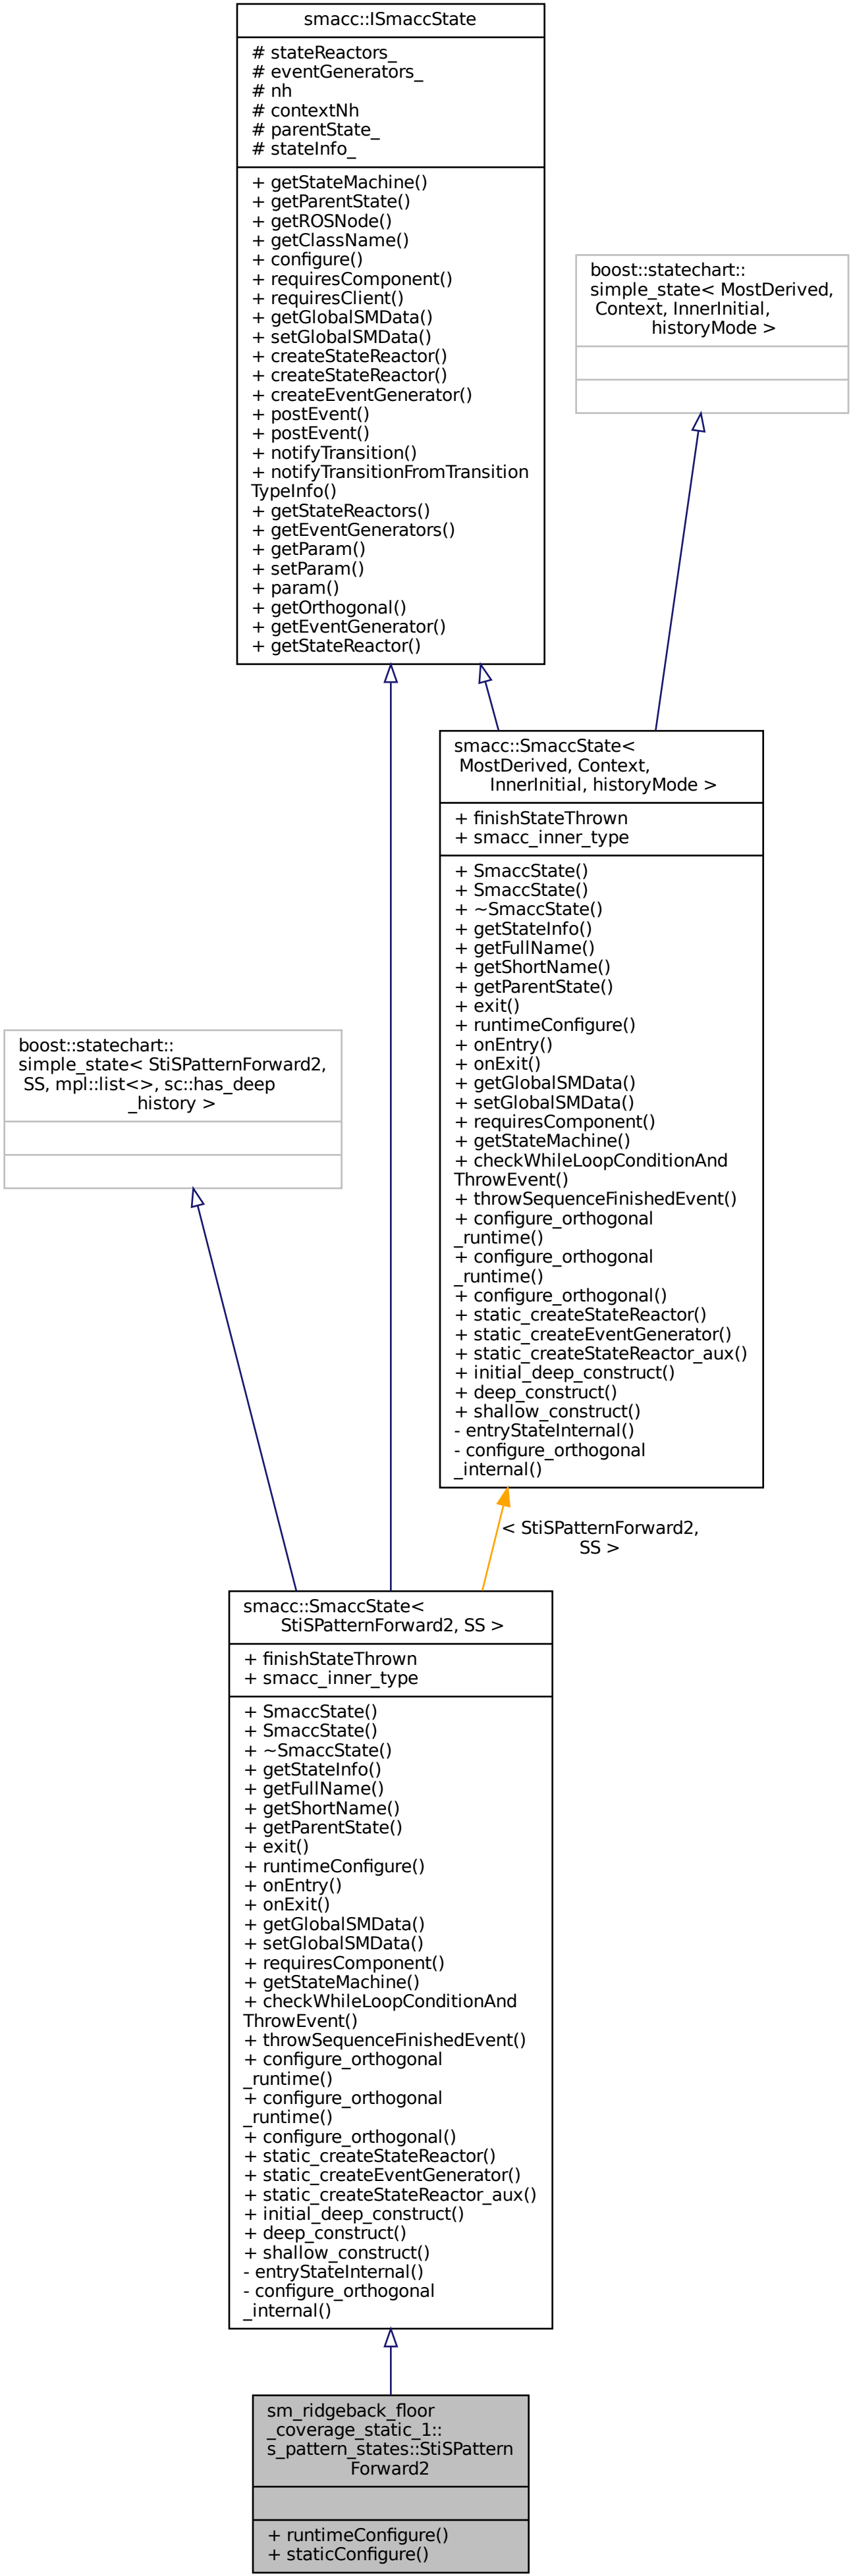 smacc::ISmaccState
# stateReactors_
# eventGenerators_
# nh
# contextNh
# parentState_
# stateInfo_
+ getStateMachine()
+ getParentState()
+ getROSNode()
+ getClassName()
+ configure()
+ requiresComponent()
+ requiresClient()
+ getGlobalSMData()
+ setGlobalSMData()
+ createStateReactor()
+ createStateReactor()
+ createEventGenerator()
+ postEvent()
+ postEvent()
+ notifyTransition()
+ notifyTransitionFromTransition
TypeInfo()
+ getStateReactors()
+ getEventGenerators()
+ getParam()
+ setParam()
+ param()
+ getOrthogonal()
+ getEventGenerator()
+ getStateReactor()
boost::statechart::
simple_state< MostDerived,
Context, InnerInitial,
historyMode >
smacc::SmaccState<
MostDerived, Context,
InnerInitial, historyMode >
+ finishStateThrown
+ smacc_inner_type
+ SmaccState()
+ SmaccState()
+ ~SmaccState()
+ getStateInfo()
+ getFullName()
+ getShortName()
+ getParentState()
+ exit()
+ runtimeConfigure()
+ onEntry()
+ onExit()
+ getGlobalSMData()
+ setGlobalSMData()
+ requiresComponent()
+ getStateMachine()
+ checkWhileLoopConditionAnd
ThrowEvent()
+ throwSequenceFinishedEvent()
+ configure_orthogonal
_runtime()
+ configure_orthogonal
_runtime()
+ configure_orthogonal()
+ static_createStateReactor()
+ static_createEventGenerator()
+ static_createStateReactor_aux()
+ initial_deep_construct()
+ deep_construct()
+ shallow_construct()
- entryStateInternal()
- configure_orthogonal
_internal()
boost::statechart::
simple_state< StiSPatternForward2,
SS, mpl::list<>, sc::has_deep
_history >
< StiSPatternForward2,
SS >
smacc::SmaccState<
StiSPatternForward2, SS >
+ finishStateThrown
+ smacc_inner_type
+ SmaccState()
+ SmaccState()
+ ~SmaccState()
+ getStateInfo()
+ getFullName()
+ getShortName()
+ getParentState()
+ exit()
+ runtimeConfigure()
+ onEntry()
+ onExit()
+ getGlobalSMData()
+ setGlobalSMData()
+ requiresComponent()
+ getStateMachine()
+ checkWhileLoopConditionAnd
ThrowEvent()
+ throwSequenceFinishedEvent()
+ configure_orthogonal
_runtime()
+ configure_orthogonal
_runtime()
+ configure_orthogonal()
+ static_createStateReactor()
+ static_createEventGenerator()
+ static_createStateReactor_aux()
+ initial_deep_construct()
+ deep_construct()
+ shallow_construct()
- entryStateInternal()
- configure_orthogonal
_internal()
sm_ridgeback_floor
_coverage_static_1::
s_pattern_states::StiSPattern
Forward2
+ runtimeConfigure()
+ staticConfigure()